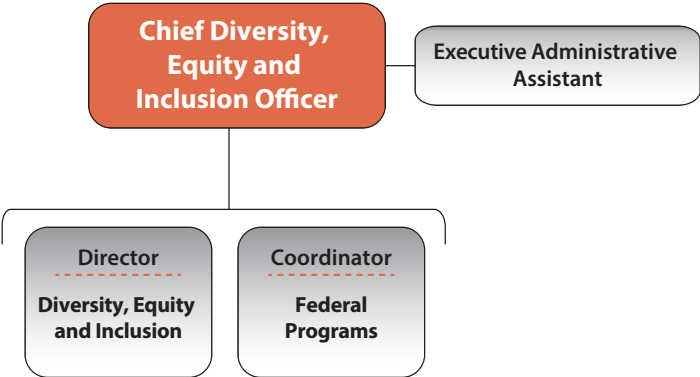 Chief Diversity,
Equity and
Inclusion Officer
Executive Administrative
Assistant
Director
Diversity, Equity
and Inclusion
Coordinator
Federal
Programs